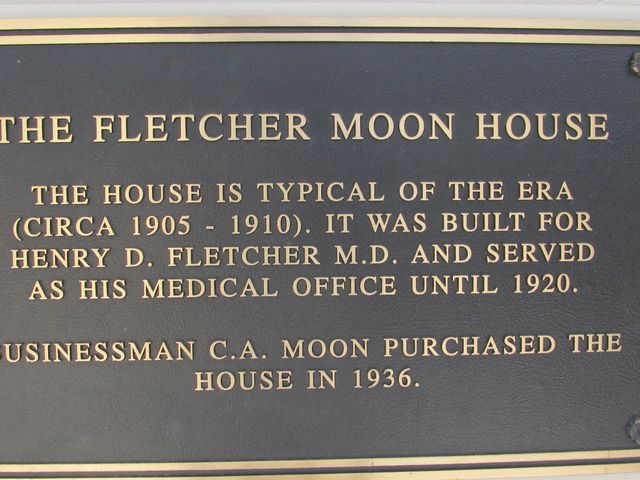 THE FLETCHER MOON HOUSE
THE HOUSE IS TYPICAL OF THE ERA
(CIRCA 1905 - 1910). IT WAS BUILT FOR
HENRY D. FLETCHER M.D. AND SERVED
AS HIS MEDICAL OFFICE UNTIL 1920.
BUSINESSMAN C.A. MOON PURCHASED THE
HOUSE IN 1936.